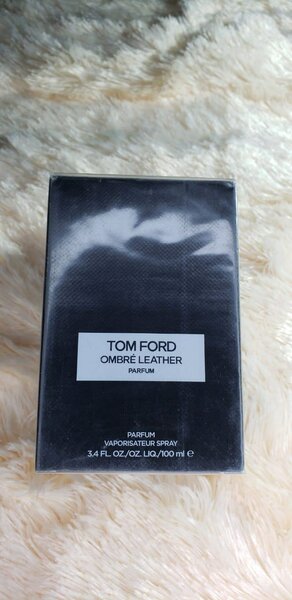 TOM FORD
OMBRÉ LEATHER
PARFUM
PARFUM
VAPORISATEUR SPRAY
3.4 FL. OZ./OZ. LIQ./100 ml ℮